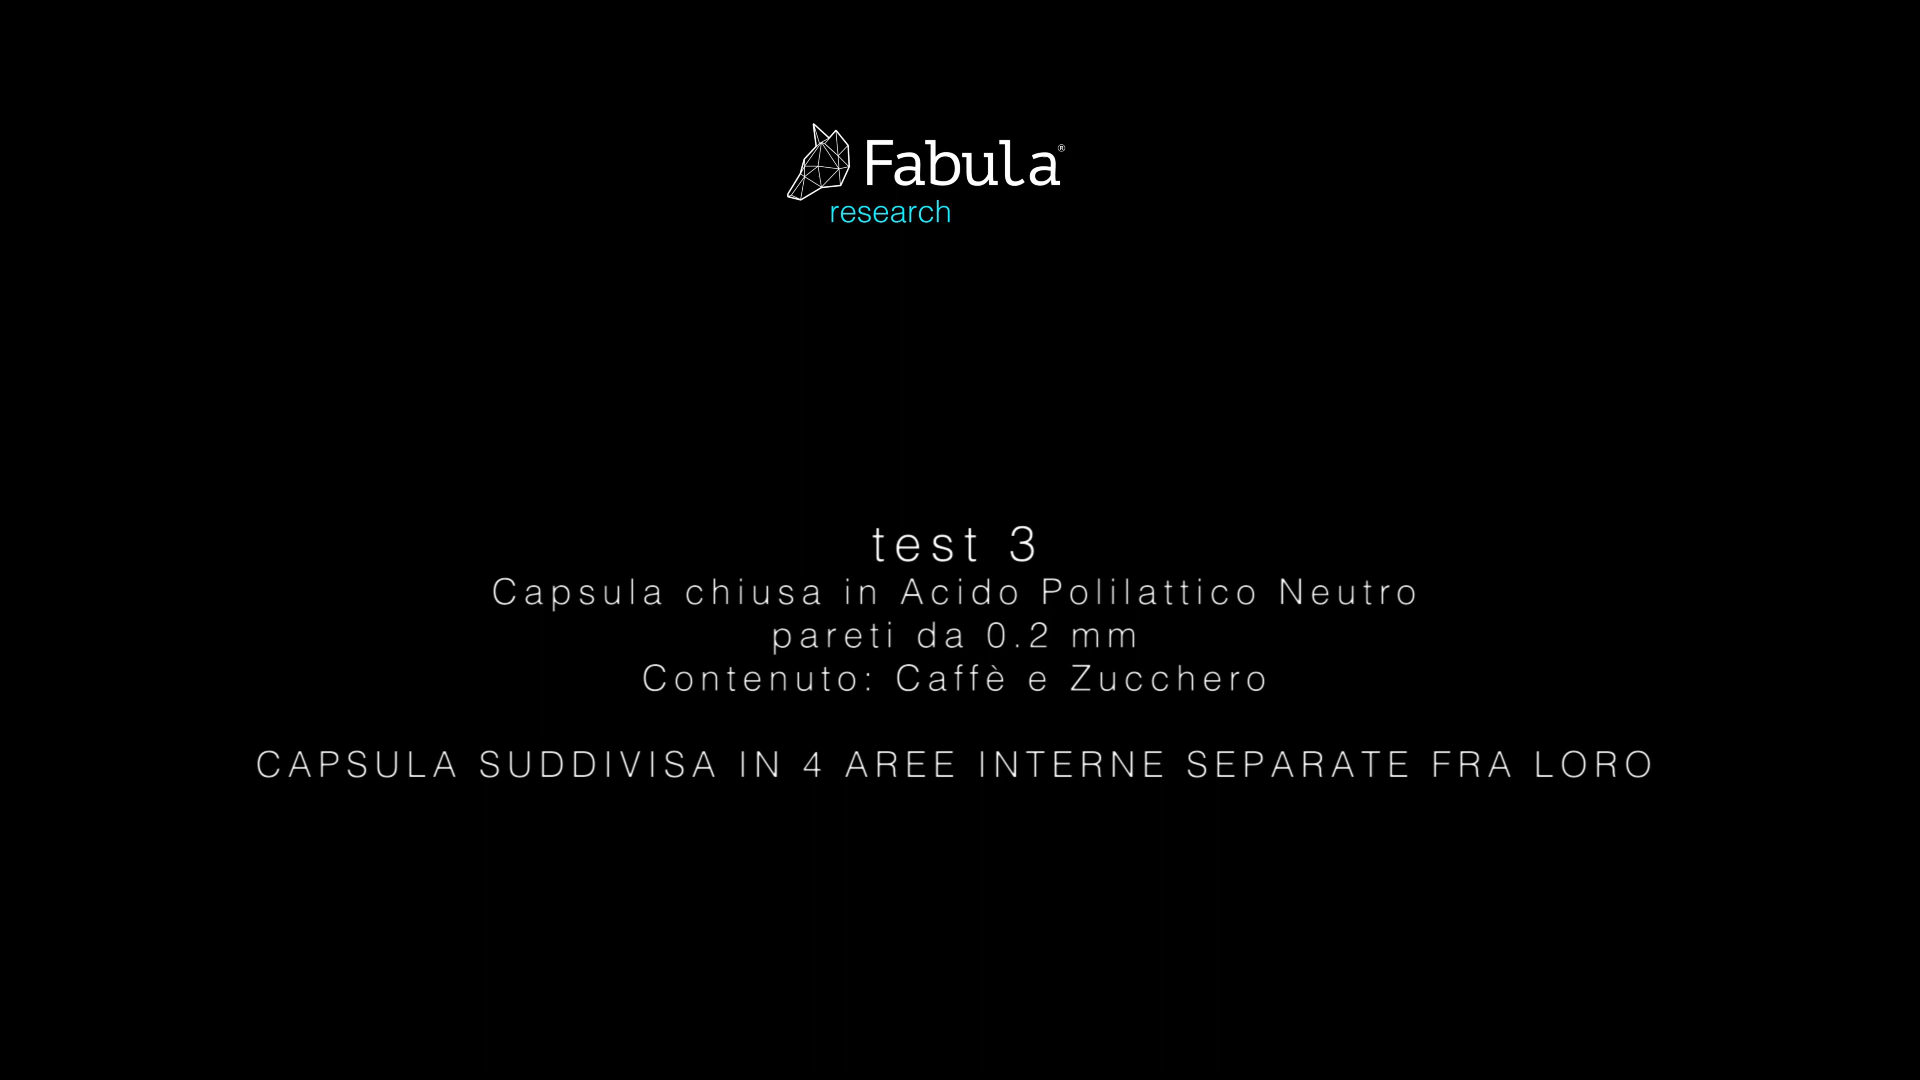 Fabula®
research
test 3
Capsula chiusa in Acido Polilattico Neutro
pareti da 0.2 mm
Contenuto: Caffè e Zucchero
CAPSULA SUDDIVISA IN 4 AREE INTERNE SEPARATE FRA LORO